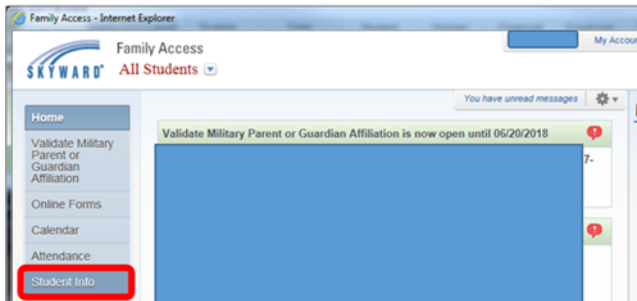 Family Access - Internet Explorer
SKYWARD®
Family Access
All Students
My Accou
You have unread messages
Home
Validate Military
Parent or
Guardian
Affiliation
Online Forms
Calendar
Attendance
Student Info
Validate Military Parent or Guardian Affiliation is now open until 06/20/2018
7-